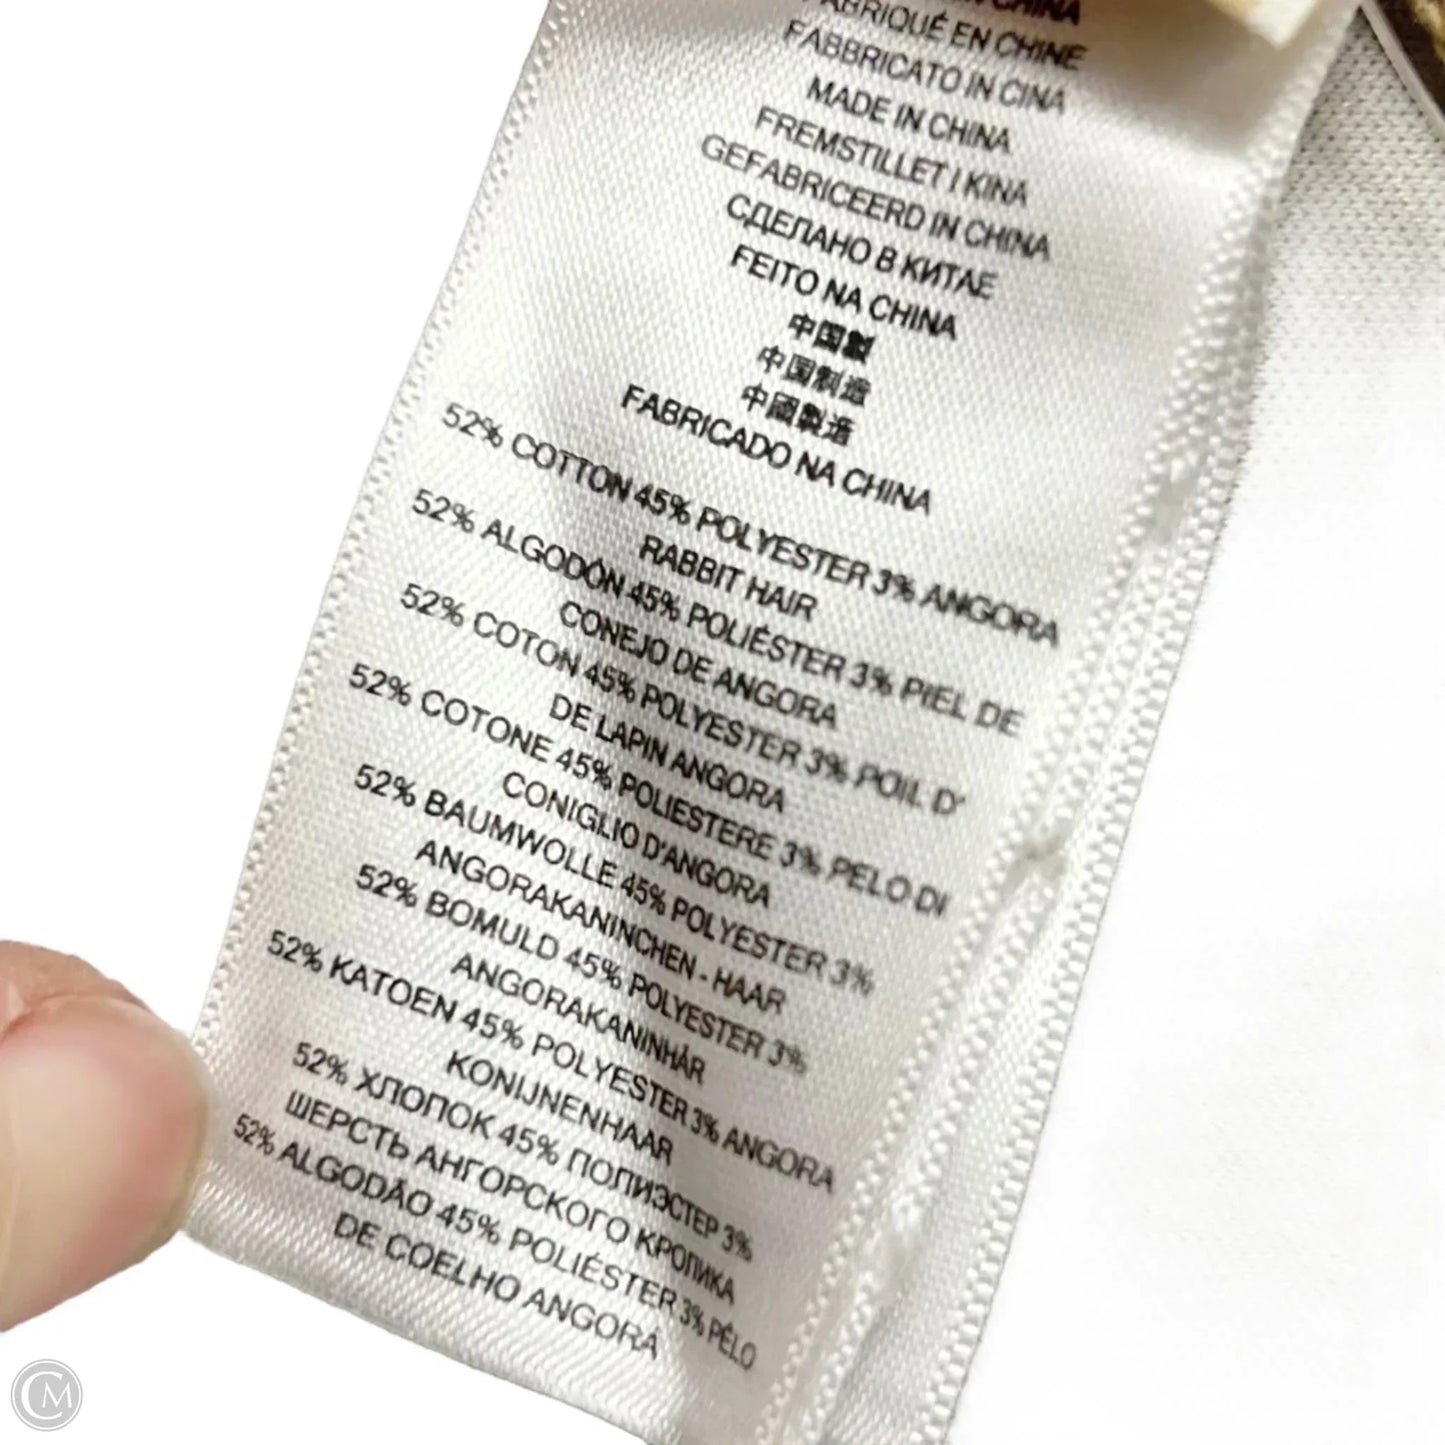 IN CHINA
FABRIQUÉ EN CHINE
FABBRICATO IN CINA
MADE IN CHINA
FREMSTILLET I KINA
GEFABRICEERD IN CHINA
СДЕЛАНО В КИТАЕ
FEITO NA CHINA
中国製
中国制造
中國製造
FABRICADO NA CHINA
52% COTTON 45% POLYESTER 3% ANGORA
RABBIT HAIR
52% ALGODÓN 45% POLIÉSTER 3% PIEL DE
CONEJO DE ANGORA
52% COTON 45% POLYESTER 3% POIL D'
DE LAPIN ANGORA
52% COTONE 45% POLIESTERE 3% PELO DI
CONIGLIO D'ANGORA
52% BAUMWOLLE 45% POLYESTER 3%
ANGORAKANINCHEN - HAAR
52% BOMULD 45% POLYESTER 3%
ANGORAKANINHÅR
52% KATOEN 45% POLYESTER 3% ANGORA
KONIJNENHAAR
52% ХЛОПОК 45% ПОЛИЭСТЕР 3%
ШЕРСТЬ АНГОРСКОГО КРОЛИКА
52% ALGODÃO 45% POLIÉSTER 3% PÉLO
DE COELHO ANGORA
CM